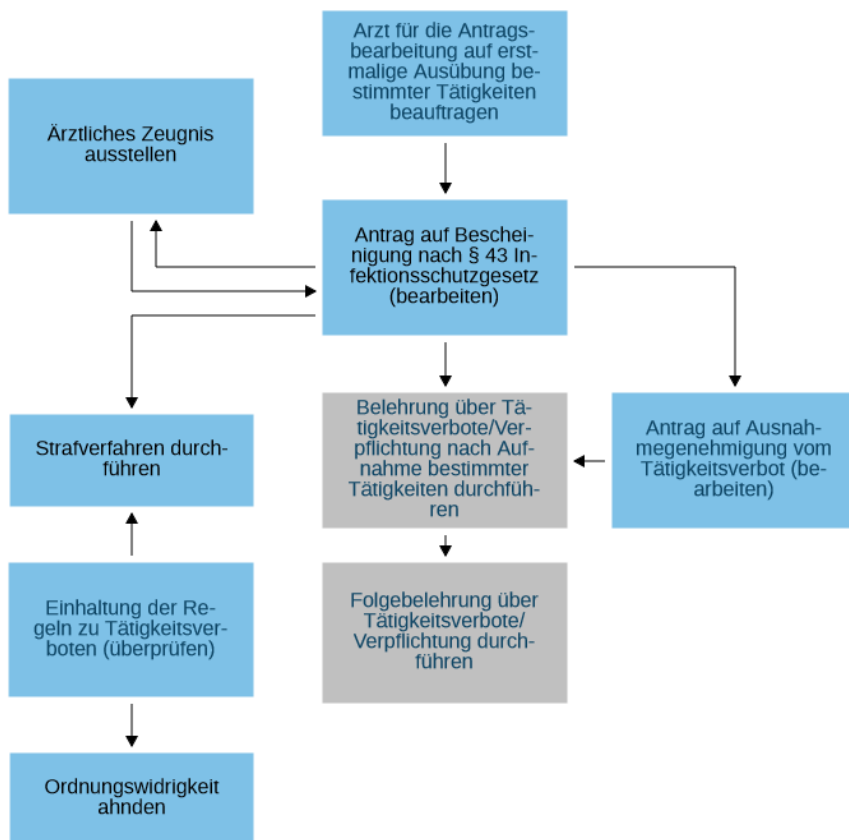 Arzt für die Antrags-
bearbeitung auf erst-
malige Ausübung be-
stimmter Tätigkeiten
beauftragen
Ärztliches Zeugnis
ausstellen
Antrag auf Beschei-
nigung nach § 43 In-
fektionsschutzgesetz
(bearbeiten)
Belehrung über Tä-
tigkeitsverbote/Ver-
pflichtung nach Auf-
nahme bestimmter
Tätigkeiten durchfüh-
ren
Antrag auf Ausnah-
megenehmigung vom
Tätigkeitsverbot (be-
arbeiten)
Strafverfahren durch-
führen
Einhaltung der Re-
geln zu Tätigkeitsver-
boten (überprüfen)
Folgebelehrung über
Tätigkeitsverbote/
Verpflichtung durch-
führen
Ordnungswidrigkeit
ahnden